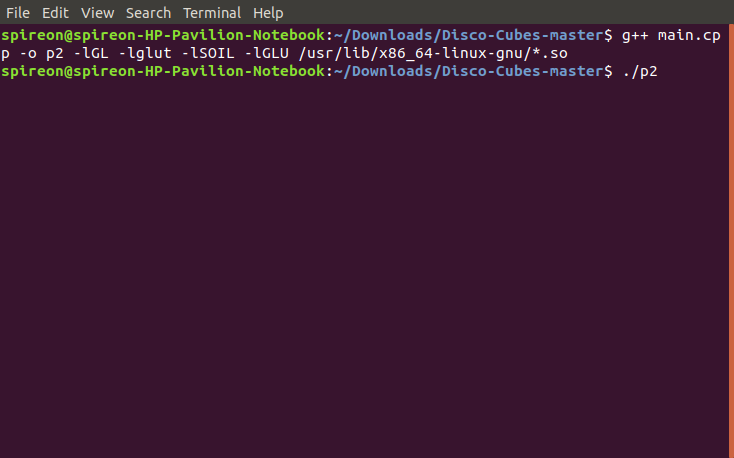 File Edit View Search Terminal Help
spireon@spireon-HP-Pavilion-Notebook:~/Downloads/Disco-Cubes-master$ g++ main.cp
p -o p2 -lGL -lglut -lSOIL -lGLU /usr/lib/x86_64-linux-gnu/*.so
spireon@spireon-HP-Pavilion-Notebook:~/Downloads/Disco-Cubes-master$ ./p2